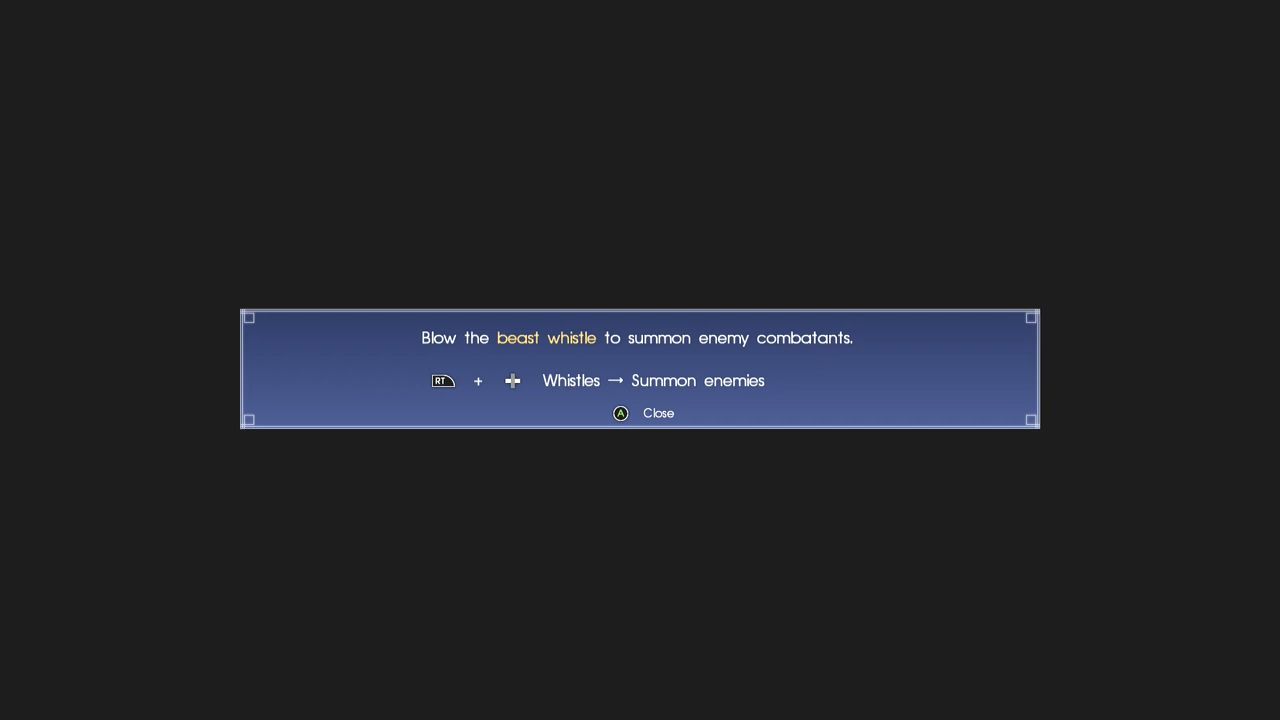 Blow the beast whistle to summon enemy combatants.
RT + Whistles → Summon enemies
A Close